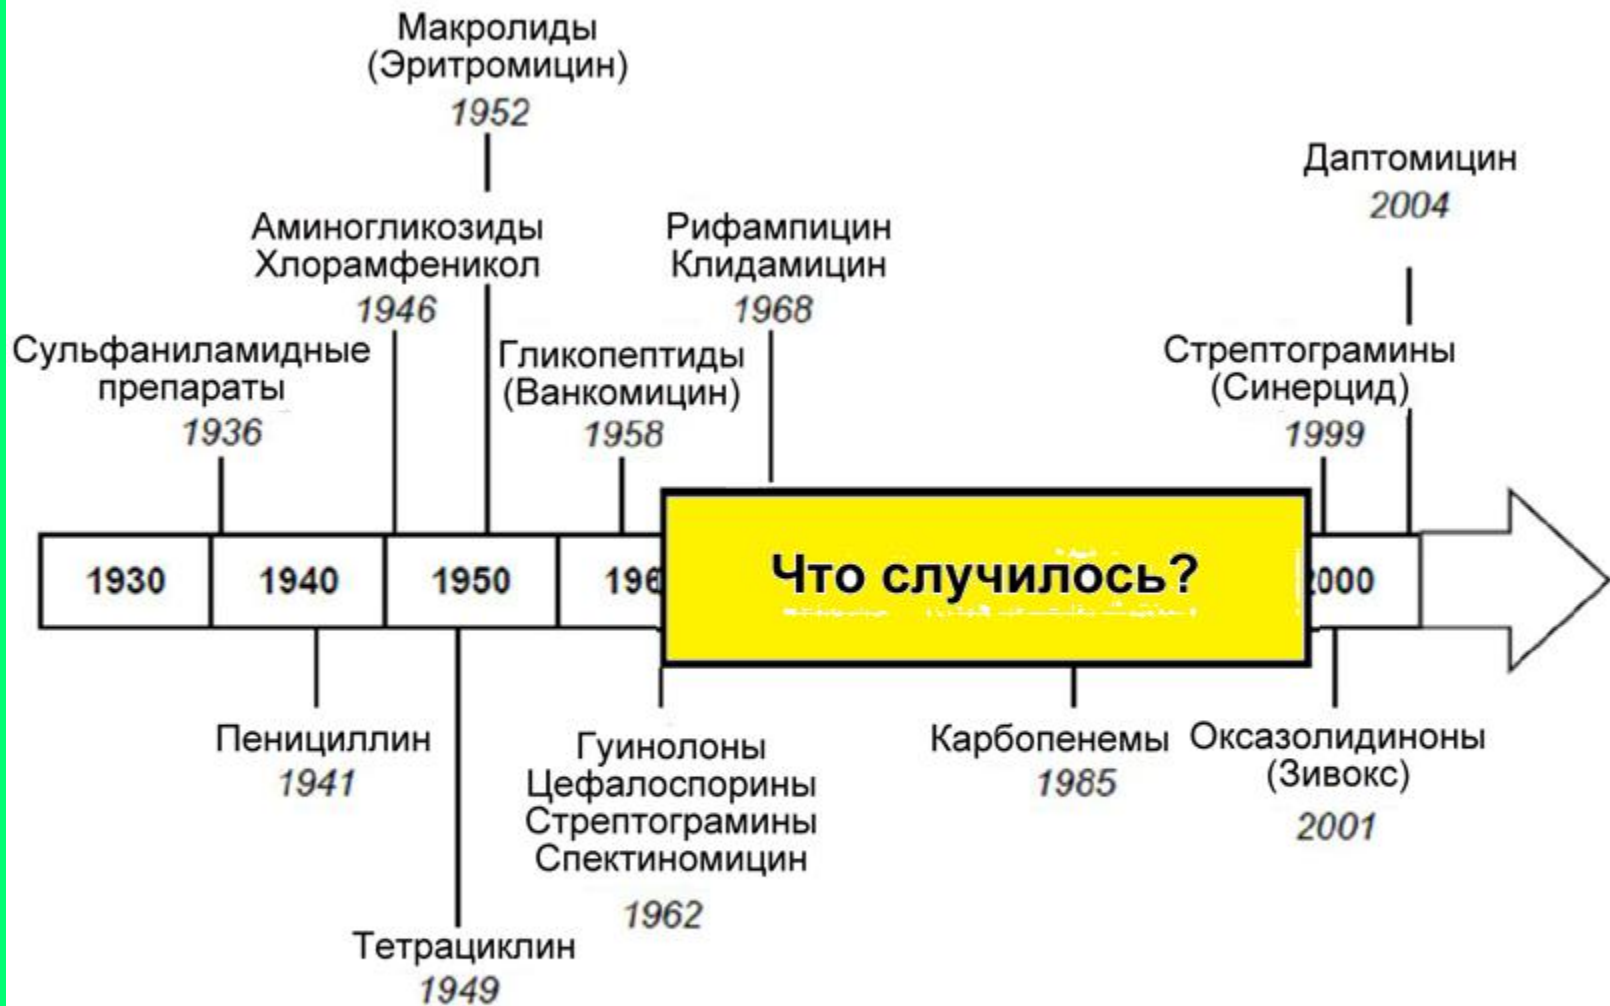 Макролиды
(Эритромицин)
1952
Даптомицин
2004
Аминогликозиды
Хлорамфеникол
1946
Рифампицин
Клидамицин
1968
Сульфаниламидные
препараты
1936
Гликопептиды
(Ванкомицин)
1958
Стрептограмины
(Синерцид)
1999
1930
1940
1950
196
Что случилось?
2000
Пенициллин
1941
Гуинолоны
Цефалоспорины
Стрептограмины
Спектиномицин
1962
Карбопенемы
1985
Оксазолидиноны
(Зивокс)
2001
Тетрациклин
1949